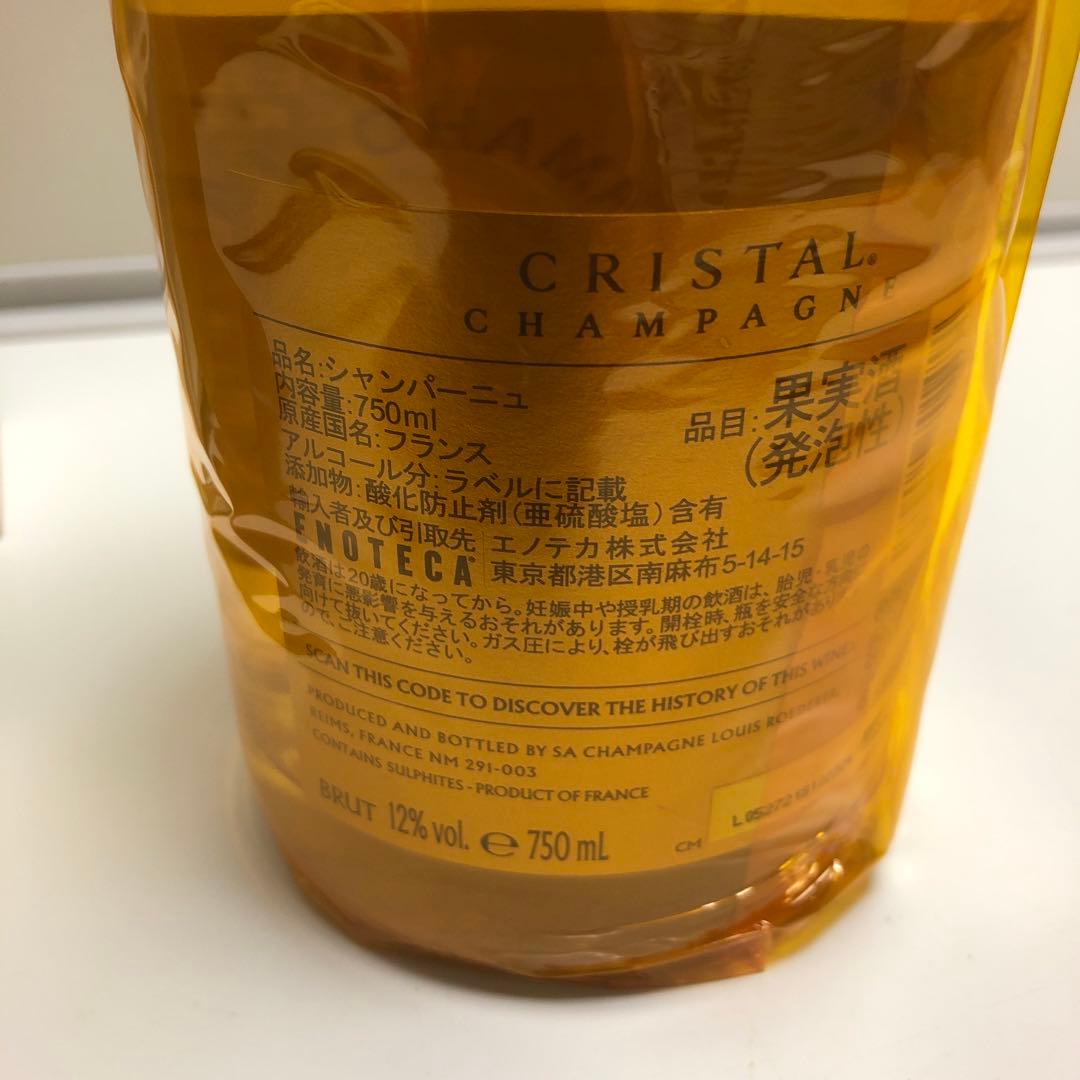 CRISTAL®
CHAMPAGNE
品名:シャンパーニュ
内容量:750ml
原産国名:フランス
アルコール分:ラベルに記載
添加物:酸化防止剤(亜硫酸塩)含有
品目:果実酒
(発泡性)
輸入者及び引取先
ENOTECA®
エノテカ株式会社
東京都港区南麻布5-14-15
飲酒は20歳になってから。妊娠中や授乳期の飲酒は、胎児・乳児の
発育に悪影響を与えるおそれがあります。開栓時、瓶を安全な方向に
向けて抜いてください。ガス圧により、栓が飛び出すおそれがあります
ので、ご注意ください。
SCAN THIS CODE TO DISCOVER THE HISTORY OF THIS WINE
PRODUCED AND BOTTLED BY SA CHAMPAGNE LOUIS ROEDERER,
REIMS, FRANCE NM 291-003
CONTAINS SULPHITES - PRODUCT OF FRANCE
BRUT 12% vol. e 750 mL
CM